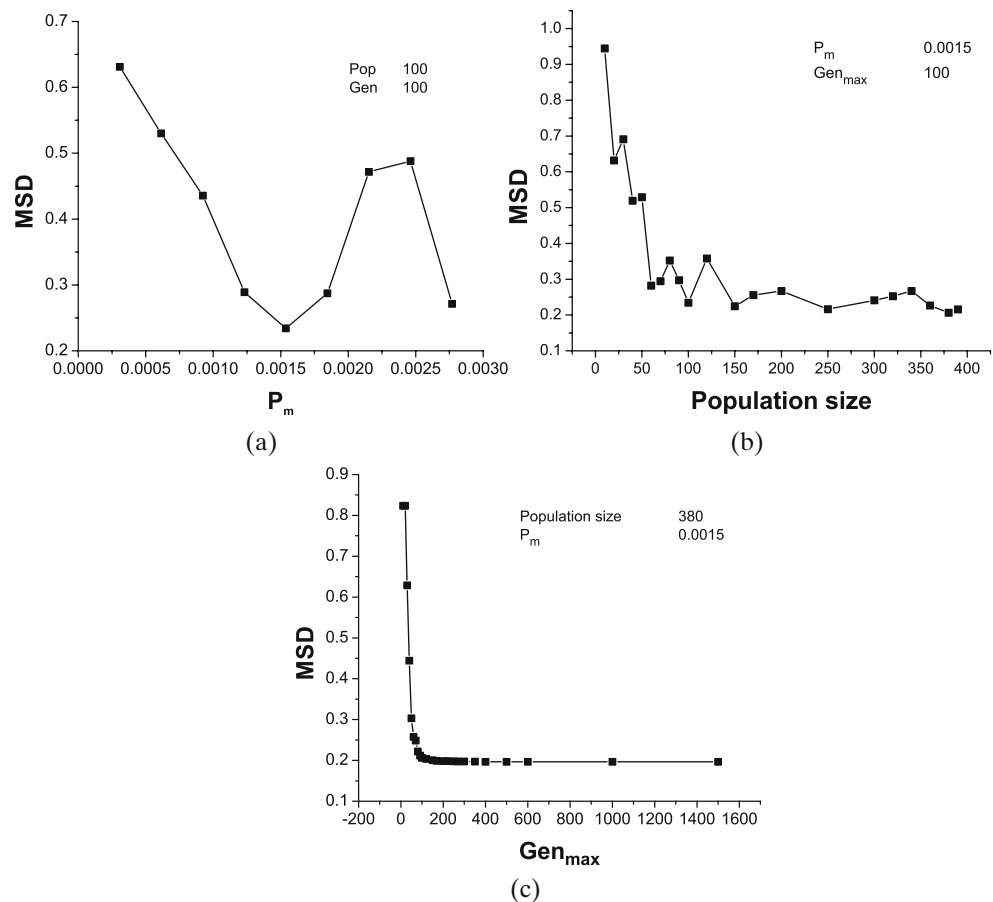 0.7
0.6
0.5
0.4
0.3
0.2
MSD
Pop 100
Gen 100
0.0000 0.0005 0.0010 0.0015 0.0020 0.0025 0.0030
Pm
(a)
1.0
0.9
0.8
0.7
0.6
0.5
0.4
0.3
0.2
0.1
MSD
Pm 0.0015
Genmax 100
0 50 100 150 200 250 300 350 400
Population size
(b)
0.9
0.8
0.7
0.6
0.5
0.4
0.3
0.2
0.1
MSD
Population size 380
Pm 0.0015
-200 0 200 400 600 800 1000 1200 1400 1600
Genmax
(c)